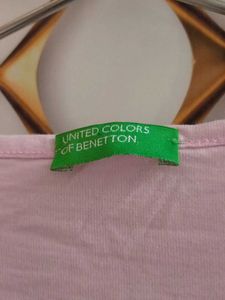 UNITED COLORS
OF BENETTON.